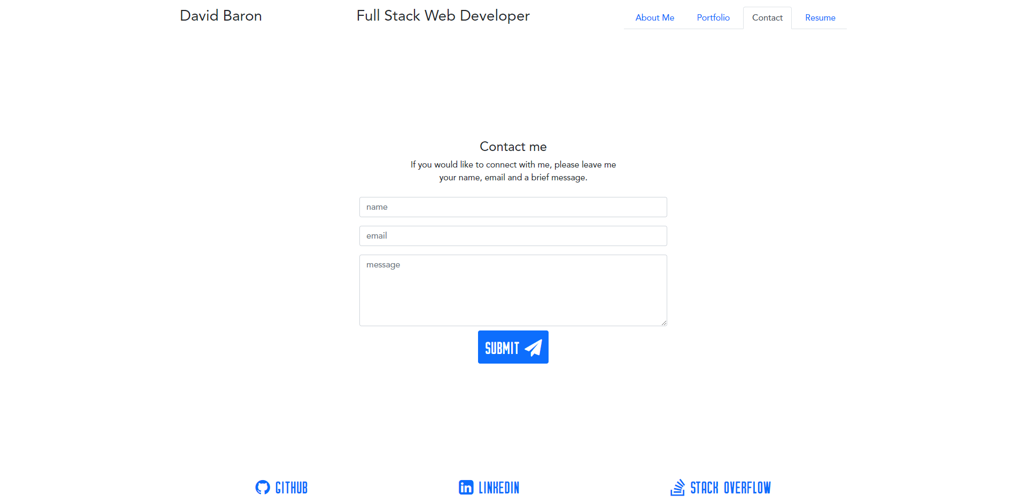 David Baron
Full Stack Web Developer
About Me
Portfolio
Contact
Resume
Contact me
If you would like to connect with me, please leave me
your name, email and a brief message.
name
email
message
SUBMIT
GITHUB
LINKEDIN
STACK OVERFLOW